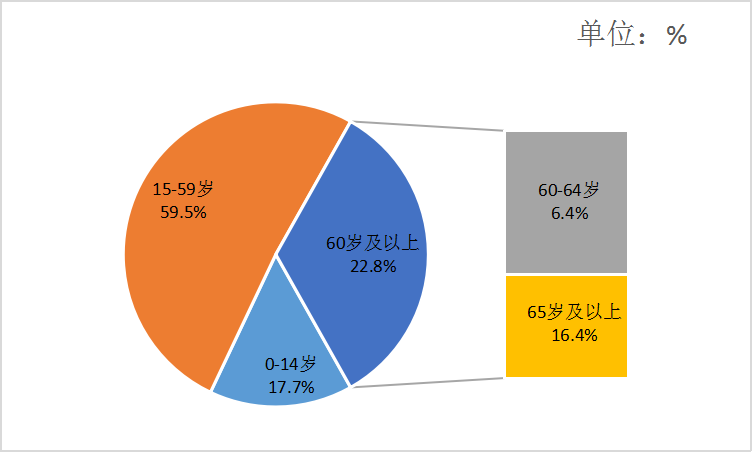 单位：%
15-59岁
59.5%
60岁及以上
22.8%
0-14岁
17.7%
60-64岁
6.4%
65岁及以上
16.4%